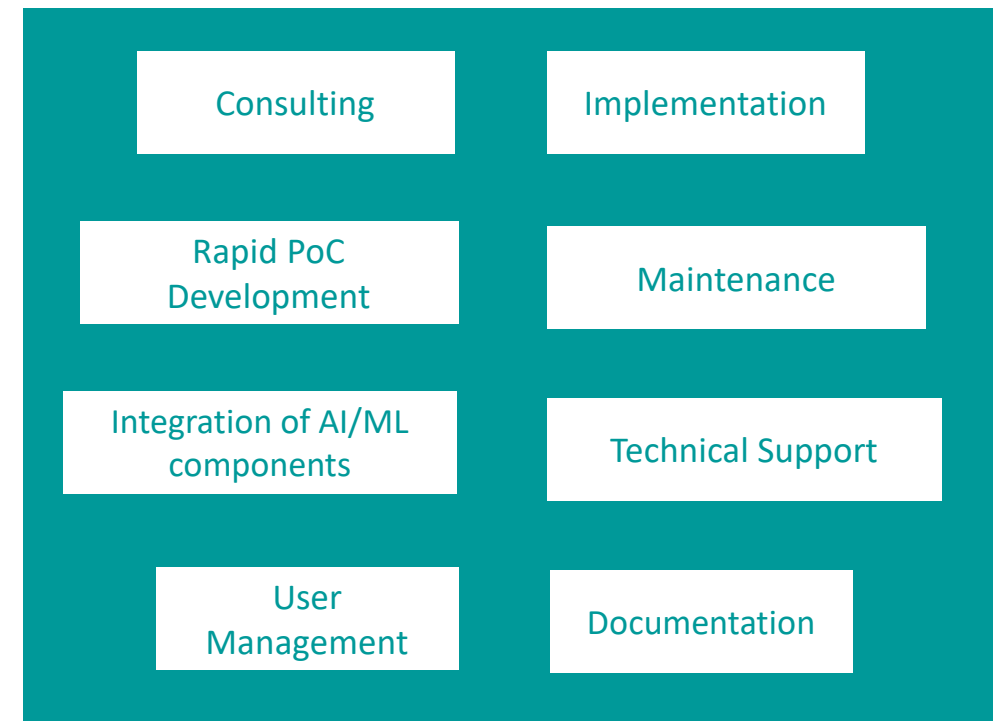 Consulting
Implementation
Rapid PoC
Development
Maintenance
Integration of AI/ML
components
Technical Support
User
Management
Documentation